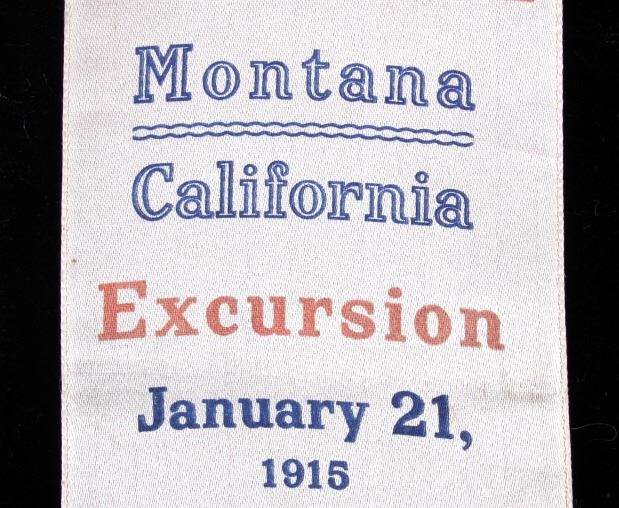 Montana
California
Excursion
January 21,
1915